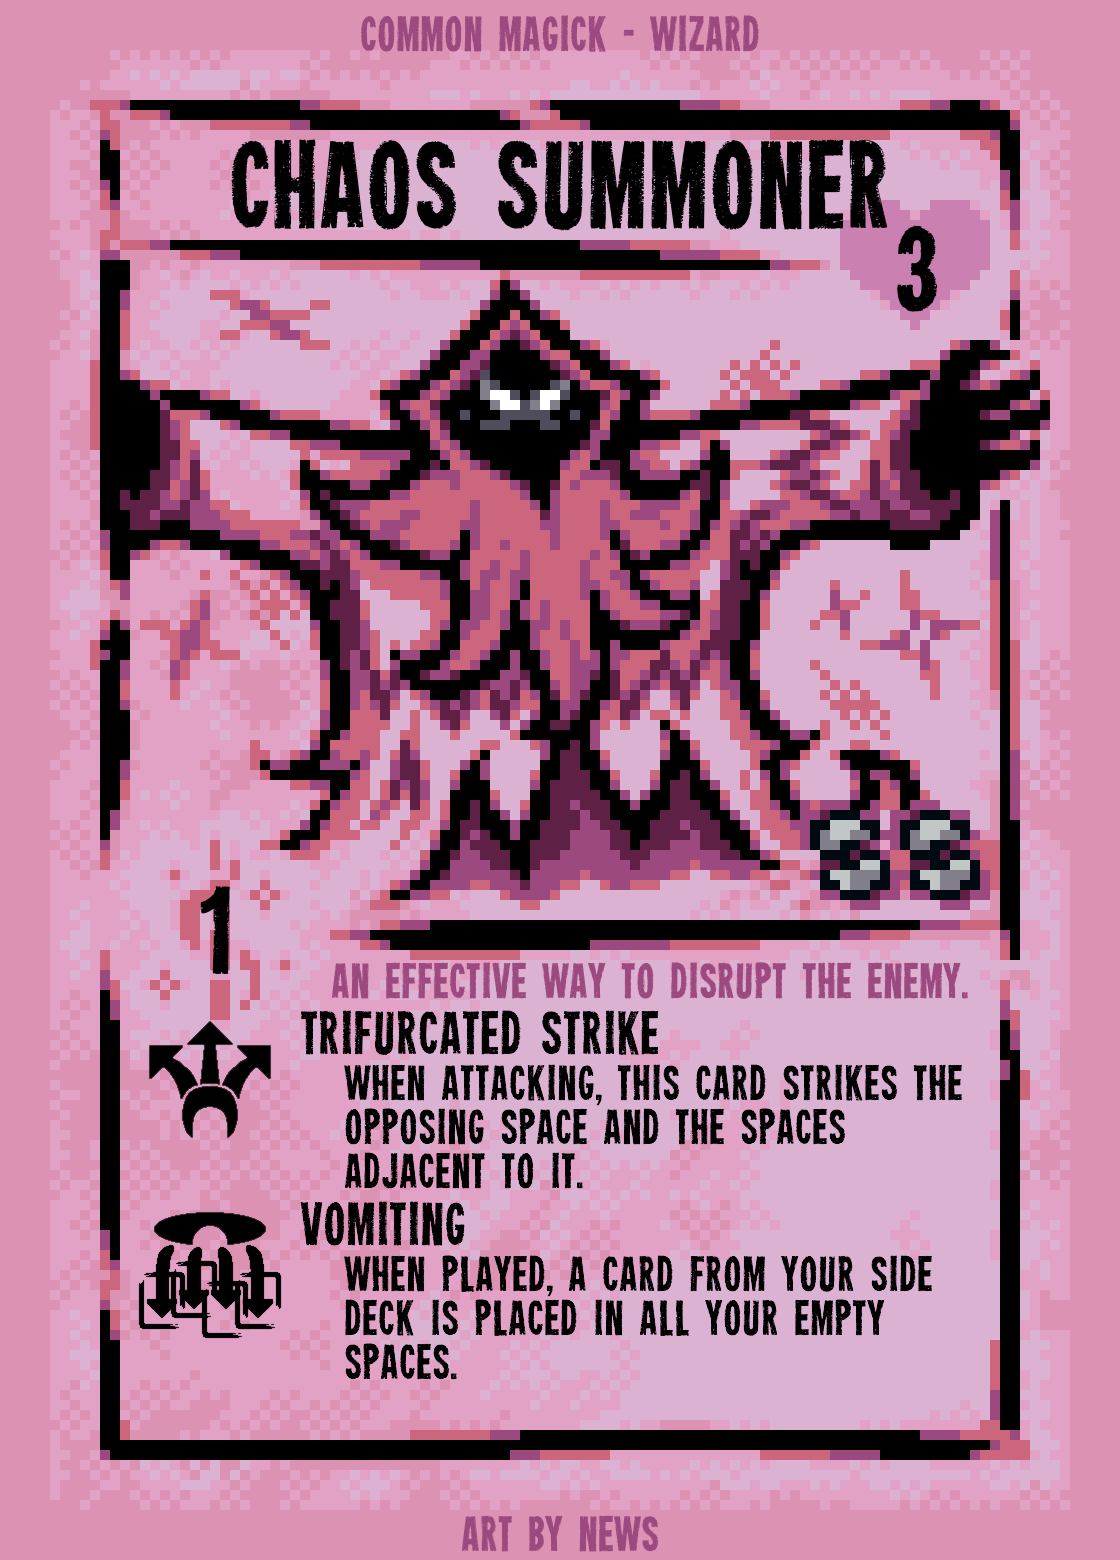 COMMON MAGICK - WIZARD
CHAOS SUMMONER
3
1
AN EFFECTIVE WAY TO DISRUPT THE ENEMY.
TRIFURCATED STRIKE
WHEN ATTACKING, THIS CARD STRIKES THE
OPPOSING SPACE AND THE SPACES
ADJACENT TO IT.
VOMITING
WHEN PLAYED, A CARD FROM YOUR SIDE
DECK IS PLACED IN ALL YOUR EMPTY
SPACES.
ART BY NEWS